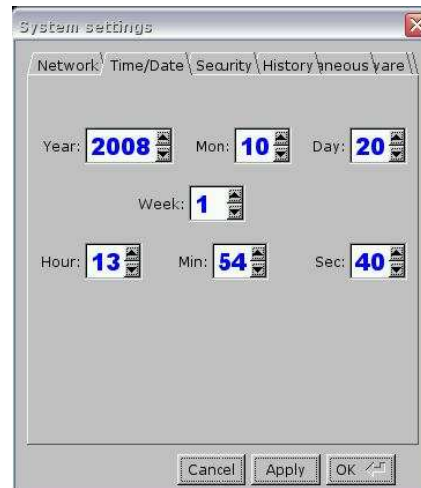 System settings
Network Time/Date Security History aneous ware
Year: 2008 Mon: 10 Day: 20
Week: 1
Hour: 13 Min: 54 Sec: 40
Cancel Apply OK